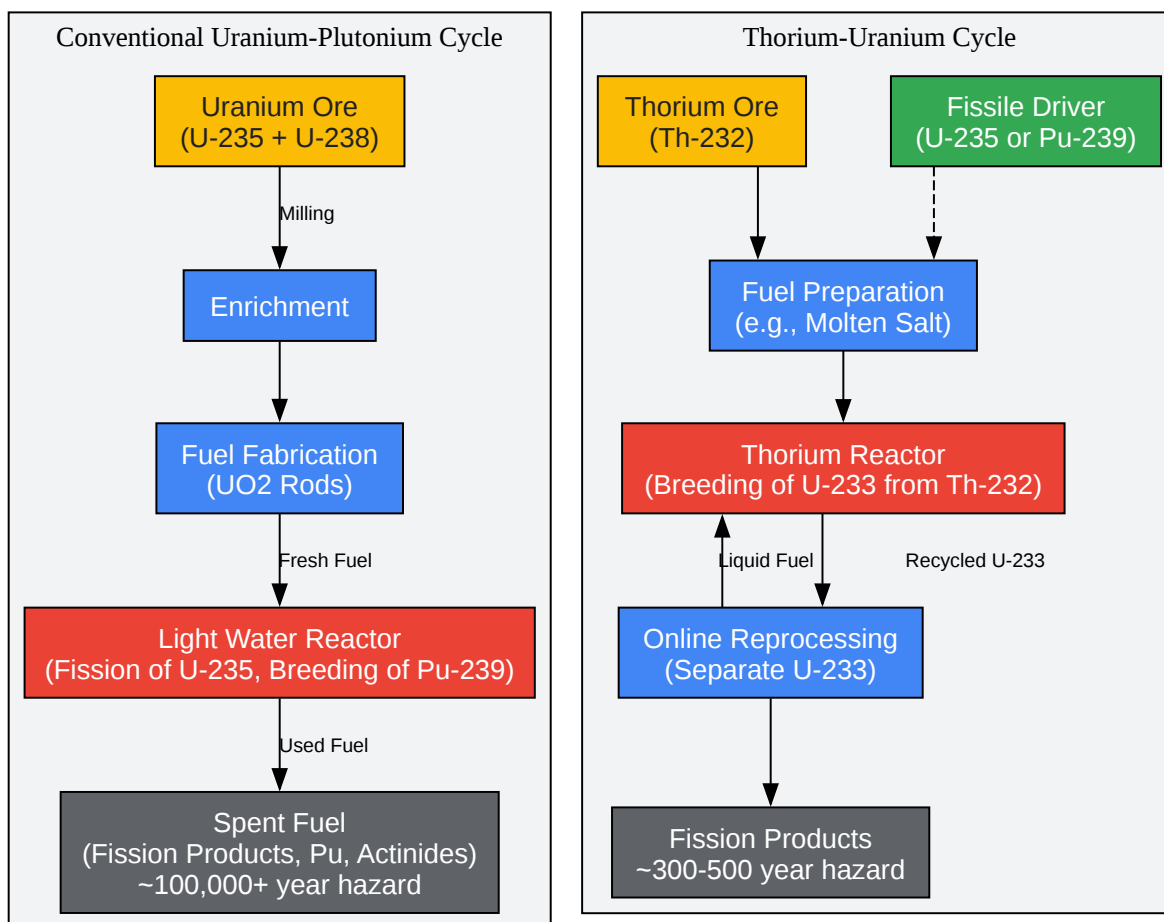 Conventional Uranium-Plutonium Cycle
Uranium Ore
(U-235 + U-238)
Milling
Enrichment
Fuel Fabrication
(UO2 Rods)
Fresh Fuel
Light Water Reactor
(Fission of U-235, Breeding of Pu-239)
Used Fuel
Spent Fuel
(Fission Products, Pu, Actinides)
~100,000+ year hazard
Thorium-Uranium Cycle
Thorium Ore
(Th-232)
Fissile Driver
(U-235 or Pu-239)
Fuel Preparation
(e.g., Molten Salt)
Thorium Reactor
(Breeding of U-233 from Th-232)
Liquid Fuel
Recycled U-233
Online Reprocessing
(Separate U-233)
Fission Products
~300-500 year hazard